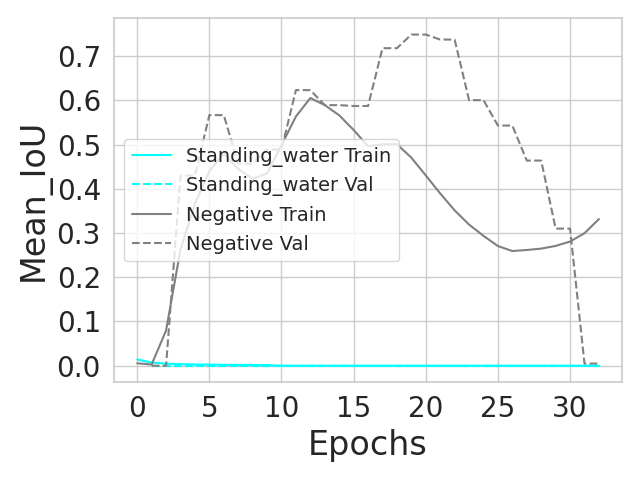 0.7
0.6
0.5
0.4
0.3
0.2
0.1
0.0
Mean_IoU
Standing_water Train
Standing_water Val
Negative Train
Negative Val
0 5 10 15 20 25 30
Epochs